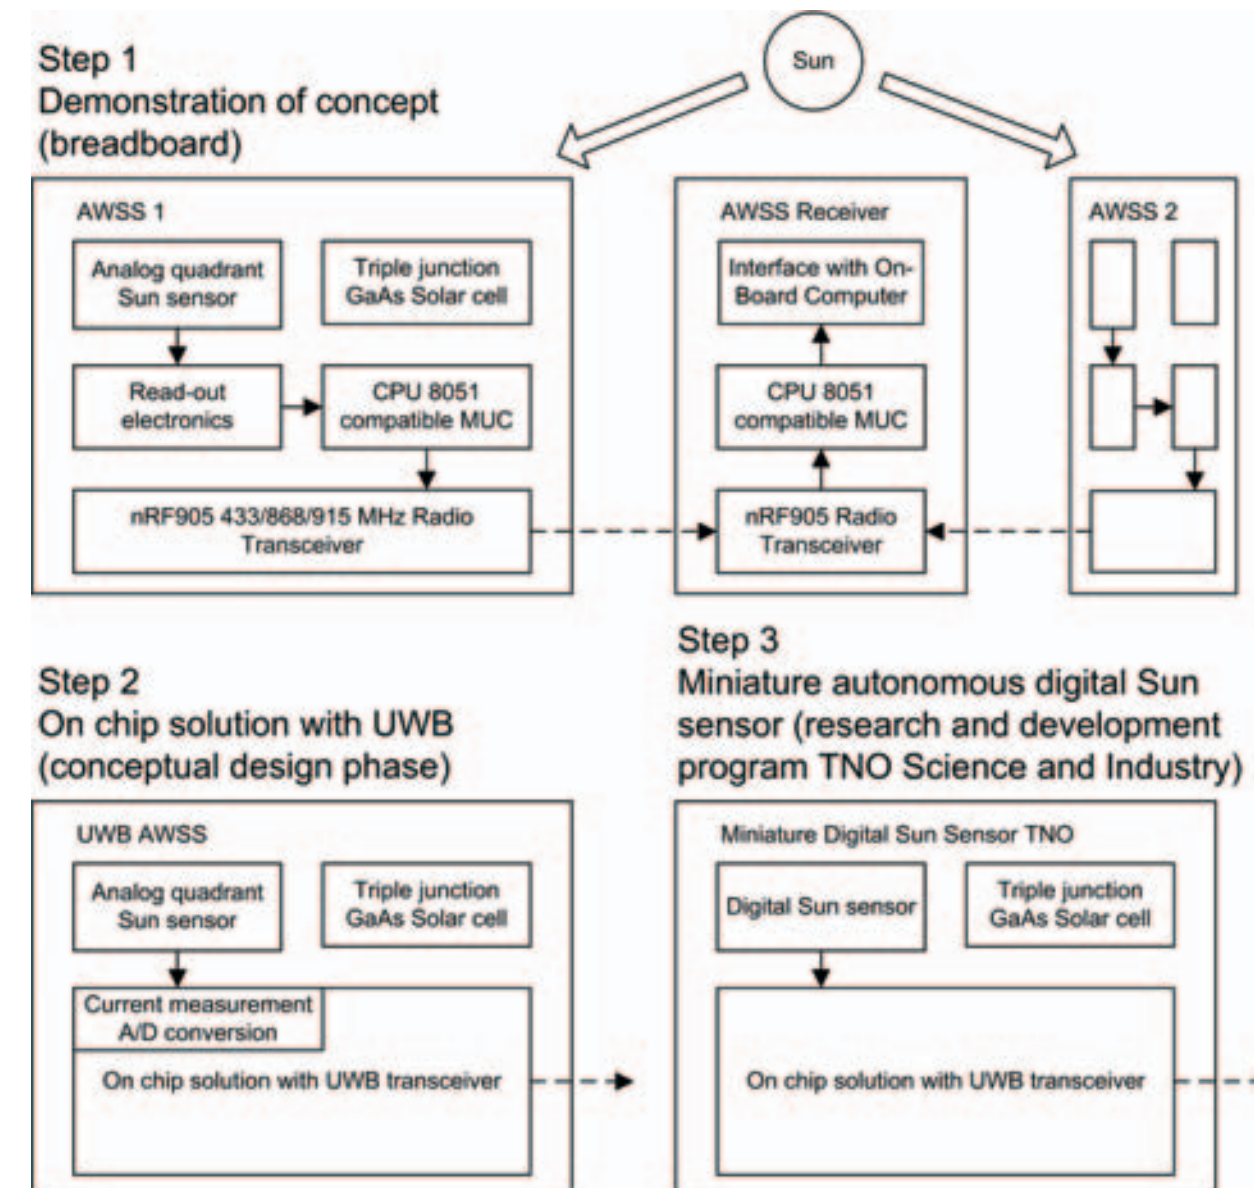 Step 1
Demonstration of concept
(breadboard)
Sun
AWSS 1
Analog quadrant
Sun sensor
Triple junction
GaAs Solar cell
Read-out
electronics
CPU 8051
compatible MUC
nRF905 433/868/915 MHz Radio
Transceiver
AWSS Receiver
Interface with On-
Board Computer
CPU 8051
compatible MUC
nRF905 Radio
Transceiver
AWSS 2
Step 2
On chip solution with UWB
(conceptual design phase)
UWB AWSS
Analog quadrant
Sun sensor
Triple junction
GaAs Solar cell
Current measurement
A/D conversion
On chip solution with UWB transceiver
Step 3
Miniature autonomous digital Sun
sensor (research and development
program TNO Science and Industry)
Miniature Digital Sun Sensor TNO
Digital Sun sensor
Triple junction
GaAs Solar cell
On chip solution with UWB transceiver